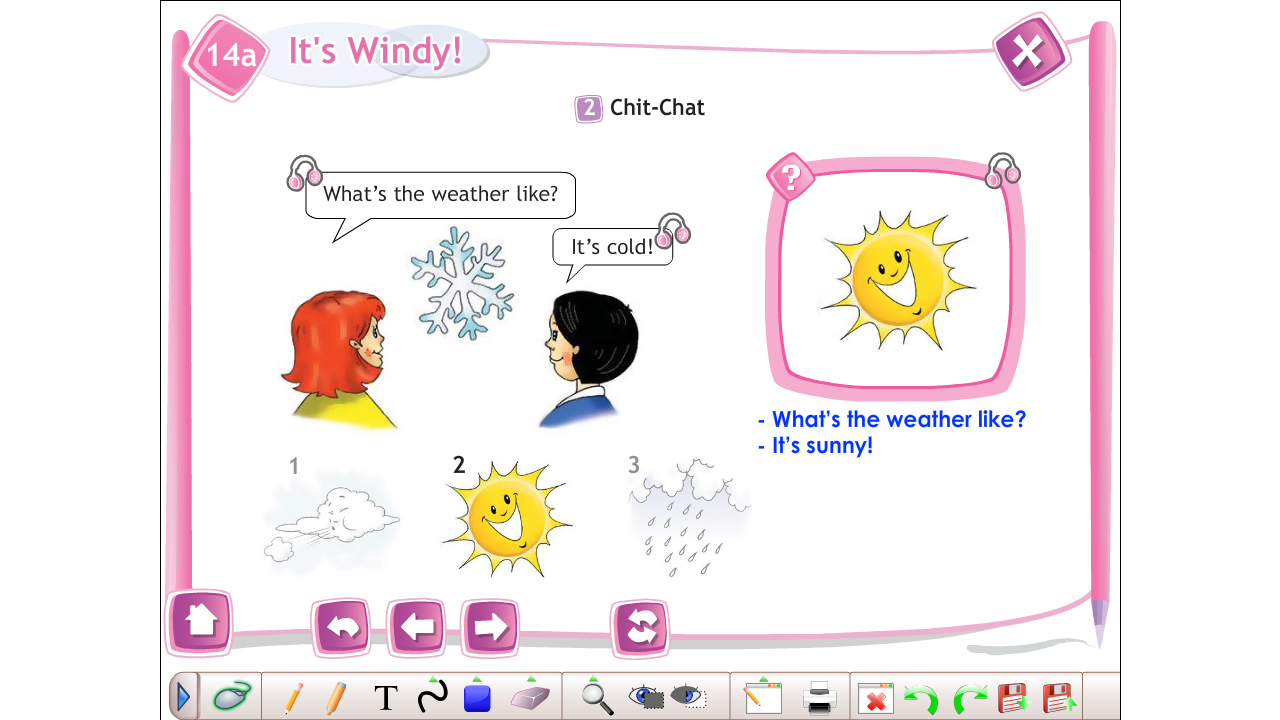 14a It's Windy!
2 Chit-Chat
What's the weather like?
It's cold!
?
- What's the weather like?
- It's sunny!
1
2
3
T